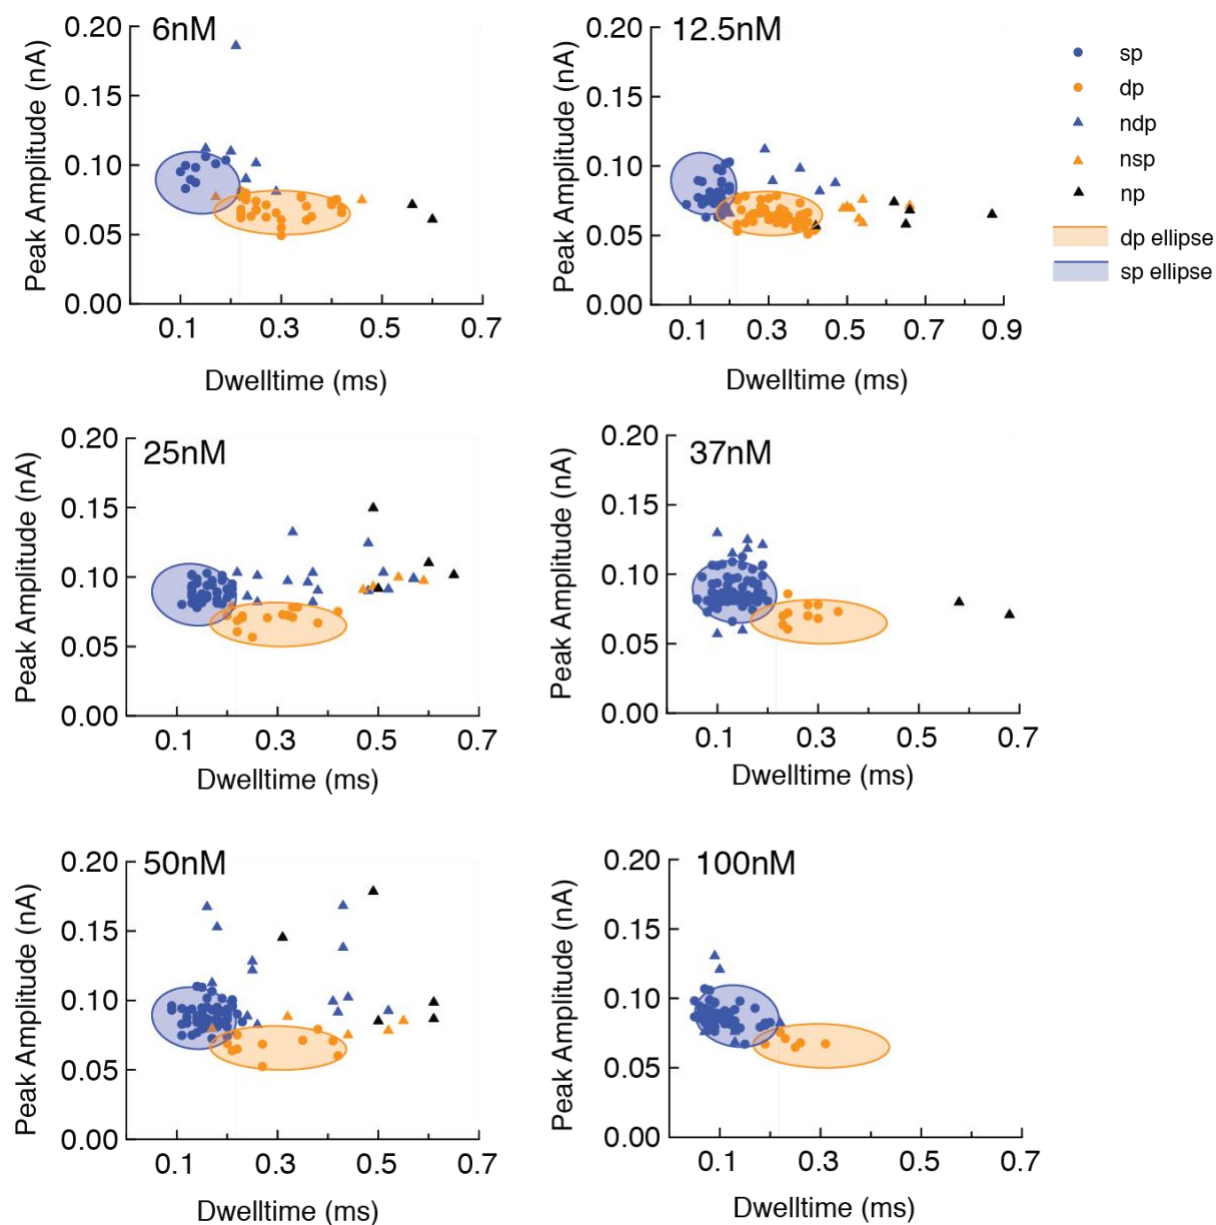 6nM
Peak Amplitude (nA)
0.20
0.15
0.10
0.05
0.00
0.1 0.3 0.5 0.7
Dwelltime (ms)
12.5nM
Peak Amplitude (nA)
0.20
0.15
0.10
0.05
0.00
0.1 0.3 0.5 0.7 0.9
Dwelltime (ms)
sp
dp
ndp
nsp
np
dp ellipse
sp ellipse
25nM
Peak Amplitude (nA)
0.20
0.15
0.10
0.05
0.00
0.1 0.3 0.5 0.7
Dwelltime (ms)
37nM
Peak Amplitude (nA)
0.20
0.15
0.10
0.05
0.00
0.1 0.3 0.5 0.7
Dwelltime (ms)
50nM
Peak Amplitude (nA)
0.20
0.15
0.10
0.05
0.00
0.1 0.3 0.5 0.7
Dwelltime (ms)
100nM
Peak Amplitude (nA)
0.20
0.15
0.10
0.05
0.00
0.1 0.3 0.5 0.7
Dwelltime (ms)